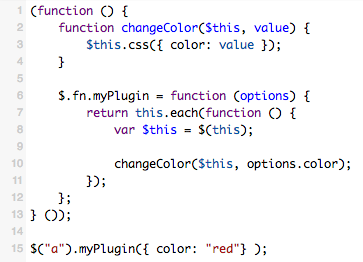 1 (function () {
2     function changeColor($this, value) {
3         $this.css({ color: value });
4     }
5
6     $.fn.myPlugin = function (options) {
7         return this.each(function () {
8             var $this = $(this);
9
10             changeColor($this, options.color);
11         });
12     };
13 } ());
14
15 $("a").myPlugin({ color: "red"} );